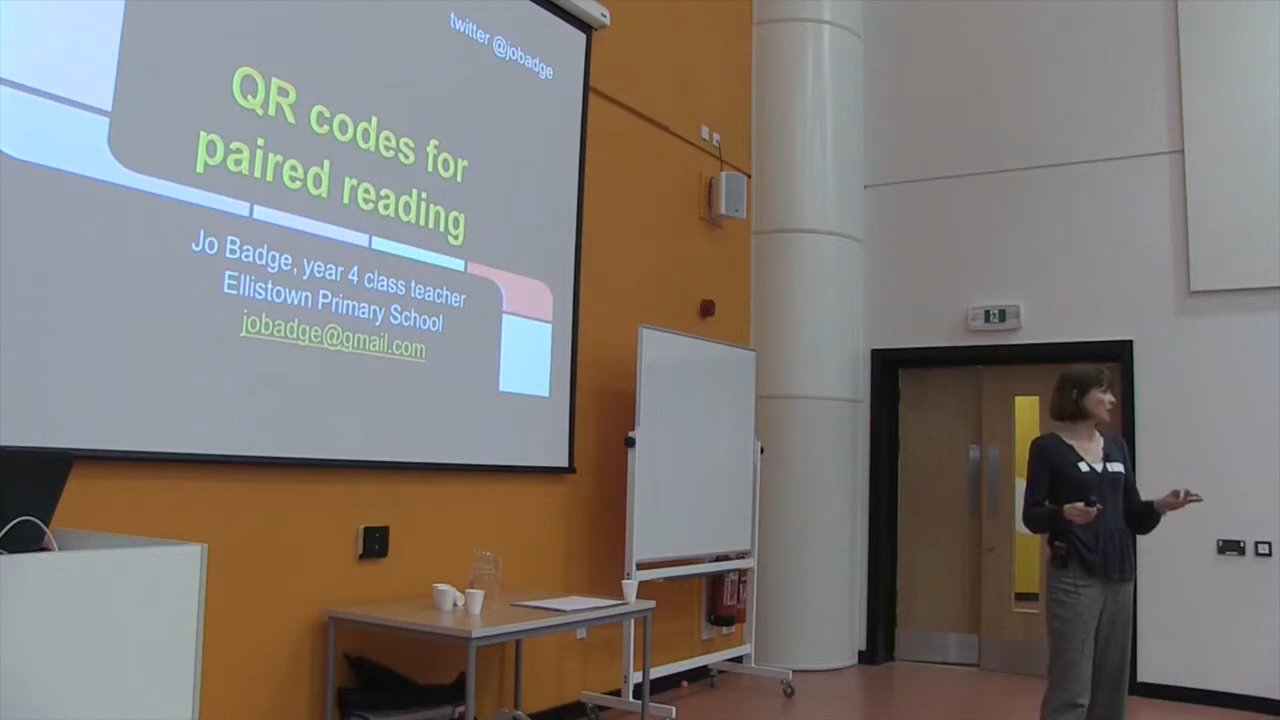 twitter @jobadge
QR codes for
paired reading
Jo Badge, year 4 class teacher
Ellistown Primary School
jobadge@gmail.com